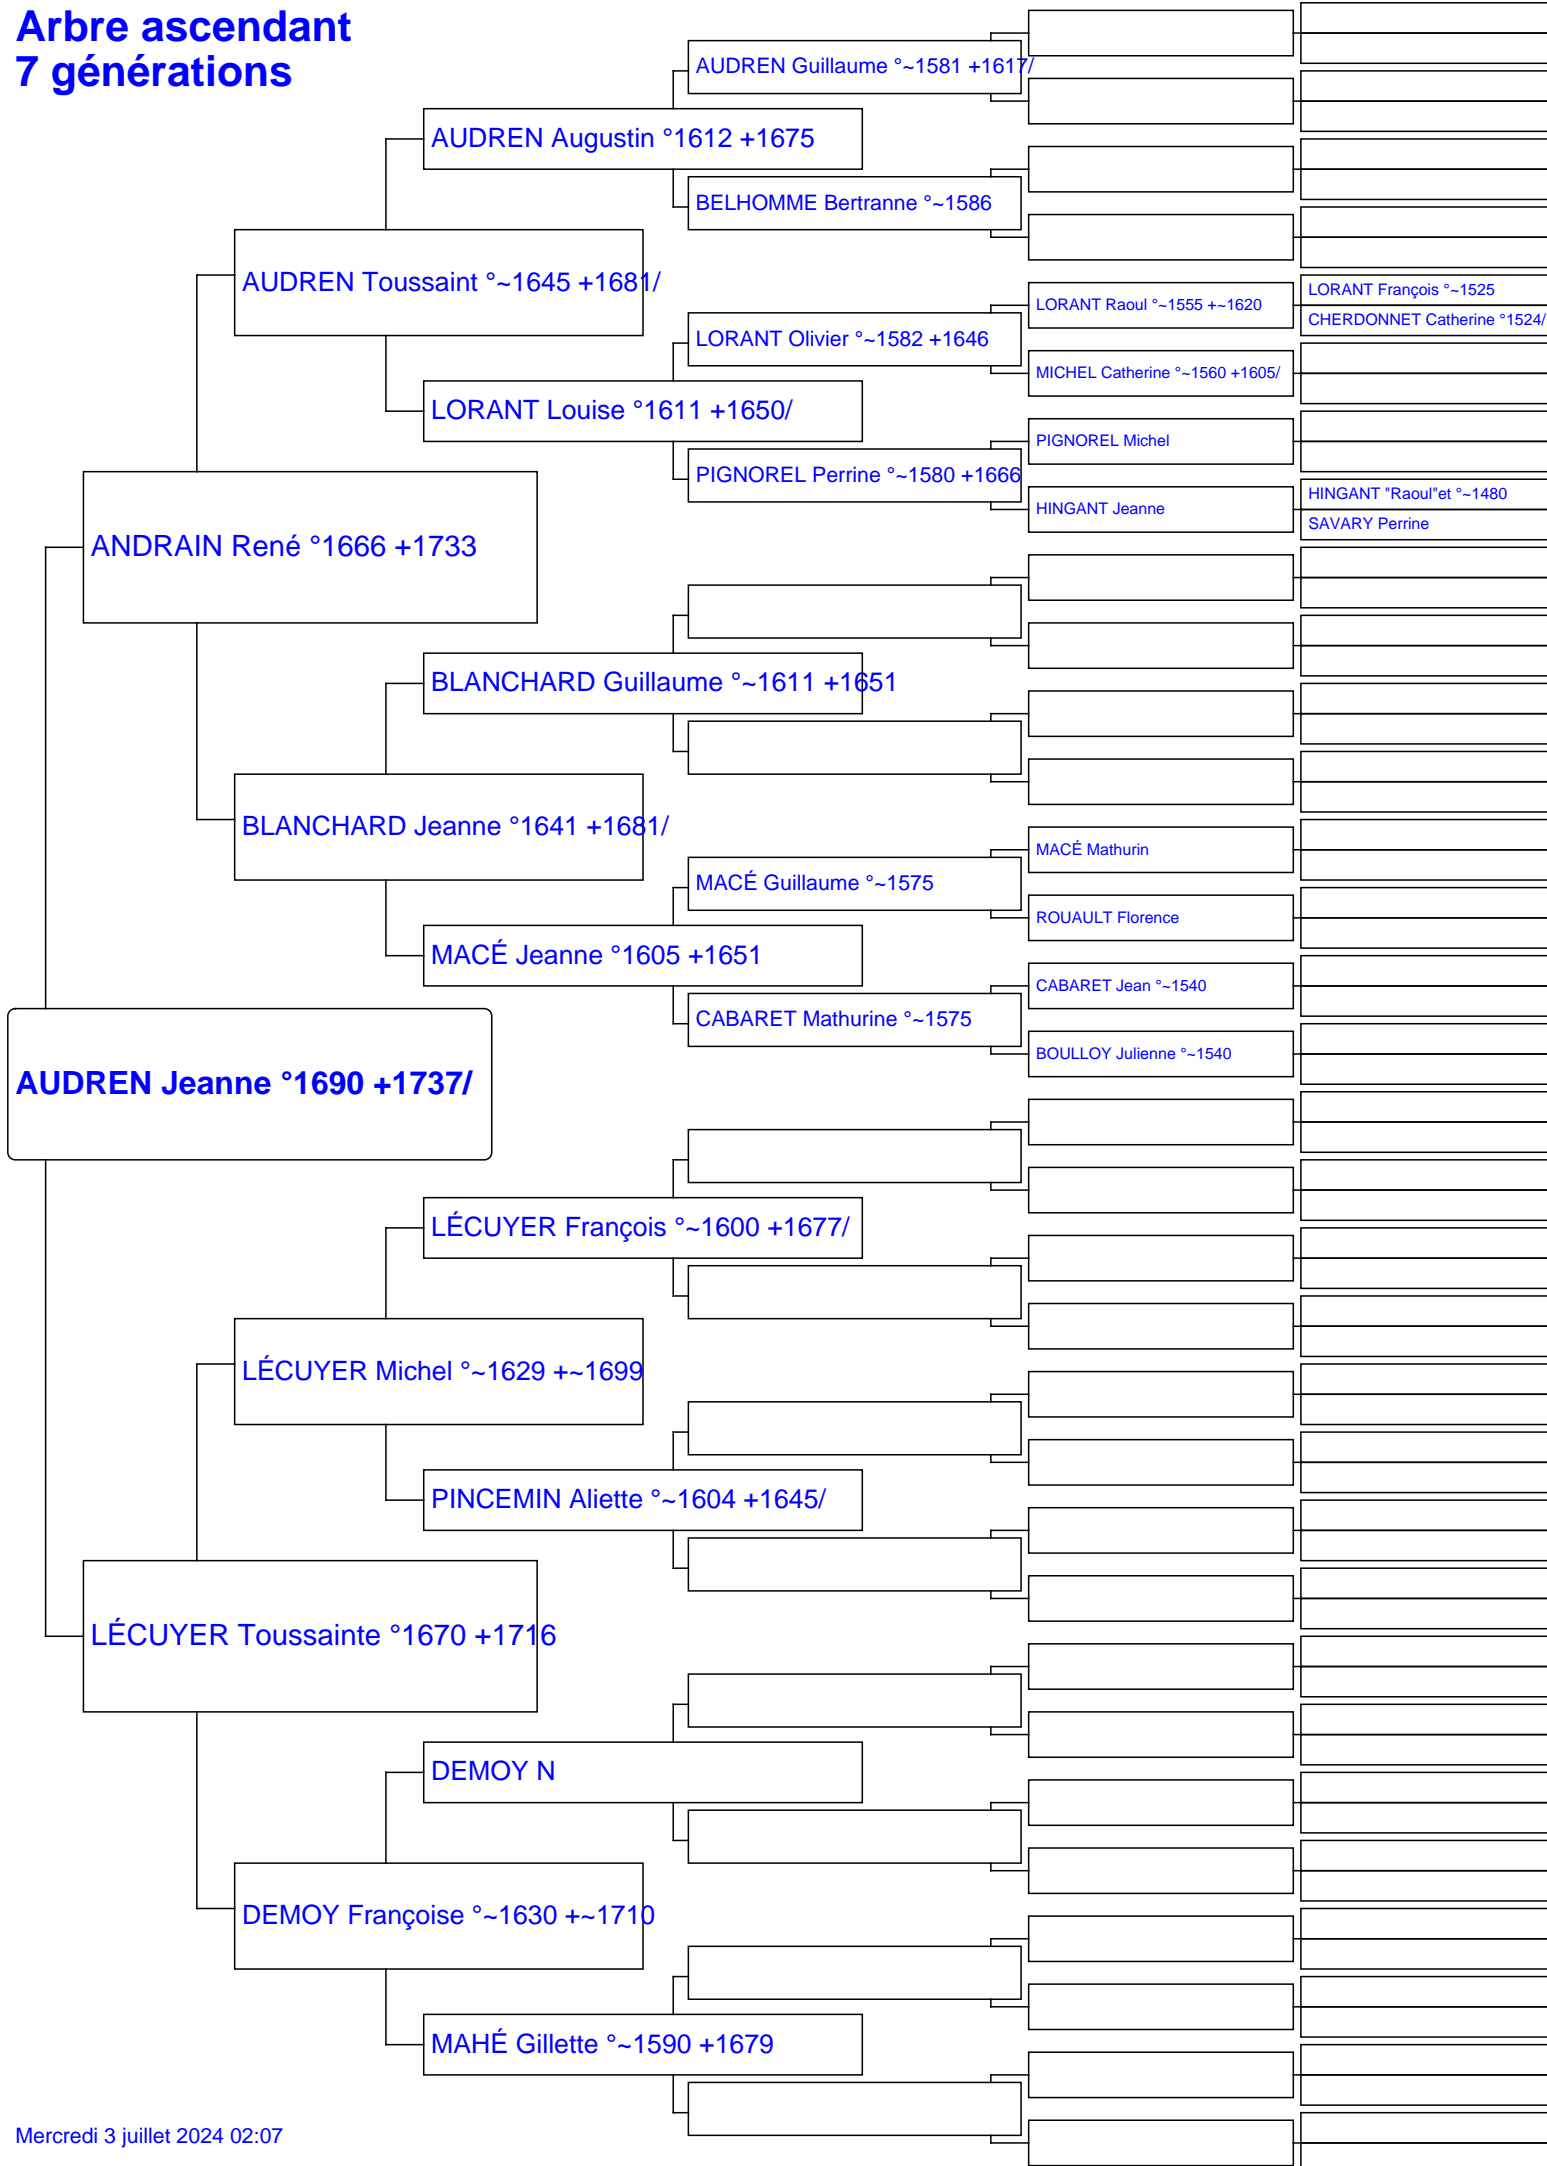 Arbre ascendant
7 générations
AUDREN Guillaume °~1581 +1617/
AUDREN Augustin °1612 +1675
BELHOMME Bertranne °~1586
AUDREN Toussaint °~1645 +1681/
LORANT François °~1525
LORANT Raoul °~1555 +~1620
CHERDONNET Catherine °1524/
LORANT Olivier °~1582 +1646
MICHEL Catherine °~1560 +1605/
LORANT Louise °1611 +1650/
PIGNOREL Michel
PIGNOREL Perrine °~1580 +1666
HINGANT "Raoul"et °~1480
HINGANT Jeanne
SAVARY Perrine
ANDRAIN René °1666 +1733
BLANCHARD Guillaume °~1611 +1651
BLANCHARD Jeanne °1641 +1681/
MACÉ Mathurin
MACÉ Guillaume °~1575
ROUAULT Florence
MACÉ Jeanne °1605 +1651
CABARET Jean °~1540
CABARET Mathurine °~1575
BOULLOY Julienne °~1540
AUDREN Jeanne °1690 +1737/
LÉCUYER François °~1600 +1677/
LÉCUYER Michel °~1629 +~1699
PINCEMIN Aliette °~1604 +1645/
LÉCUYER Toussainte °1670 +1716
DEMOY N
DEMOY Françoise °~1630 +~1710
MAHÉ Gillette °~1590 +1679
Mercredi 3 juillet 2024 02:07